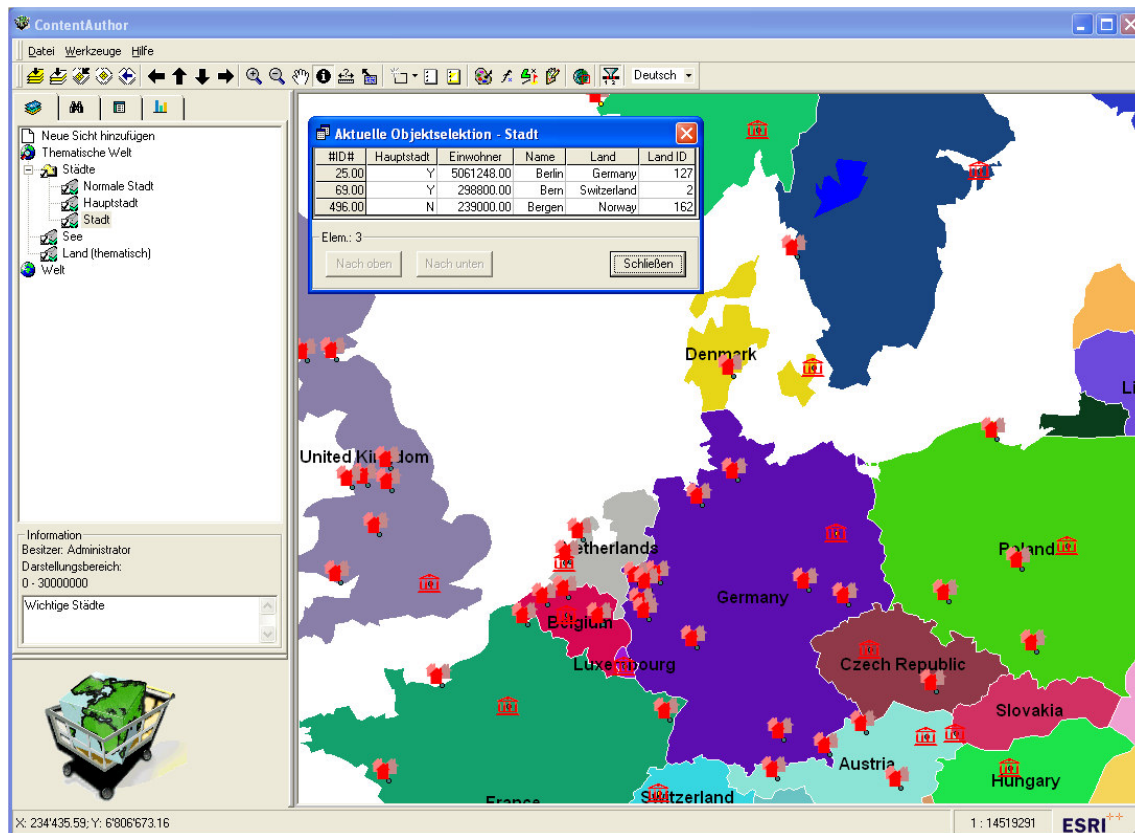 ContentAuthor
Datei Werkzeuge Hilfe
Deutsch
Neue Sicht hinzufügen
Thematische Welt
Städte
Normale Stadt
Hauptstadt
Stadt
See
Land (thematisch)
Welt
Information
Besitzer: Administrator
Darstellungsbereich:
0 - 30000000
Wichtige Städte
Aktuelle Objektselektion - Stadt
#ID# Hauptstadt Einwohner Name Land Land ID
25.00 Y 5061248.00 Berlin Germany 127
69.00 Y 298800.00 Bern Switzerland 2
496.00 N 239000.00 Bergen Norway 162
Elem.: 3
Nach oben Nach unten Schließen
Denmark
Li
United Kingdom
Netherlands
Poland
Germany
Belgium
Luxembourg
Czech Republic
Slovakia
Austria
Hungary
France
Switzerland
X: 234'435.59; Y: 6'806'673.16
1 : 14519291
ESRI++